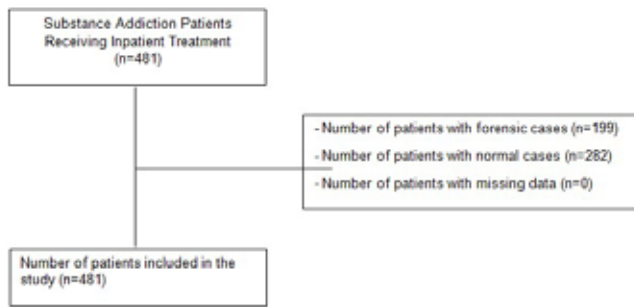 Substance Addiction Patients
Receiving Inpatient Treatment
(n=481)
- Number of patients with forensic cases (n=199)
- Number of patients with normal cases (n=282)
- Number of patients with missing data (n=0)
Number of patients included in the
study (n=481)